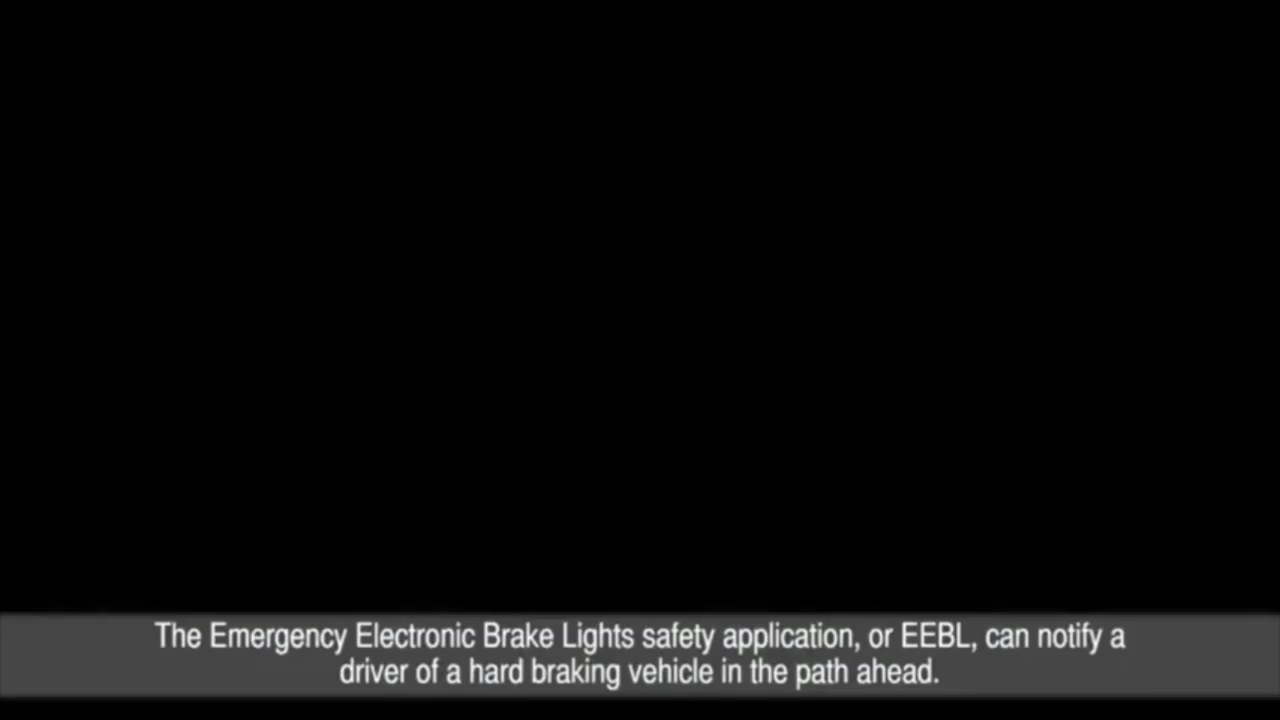 The Emergency Electronic Brake Lights safety application, or EEBL, can notify a
driver of a hard braking vehicle in the path ahead.